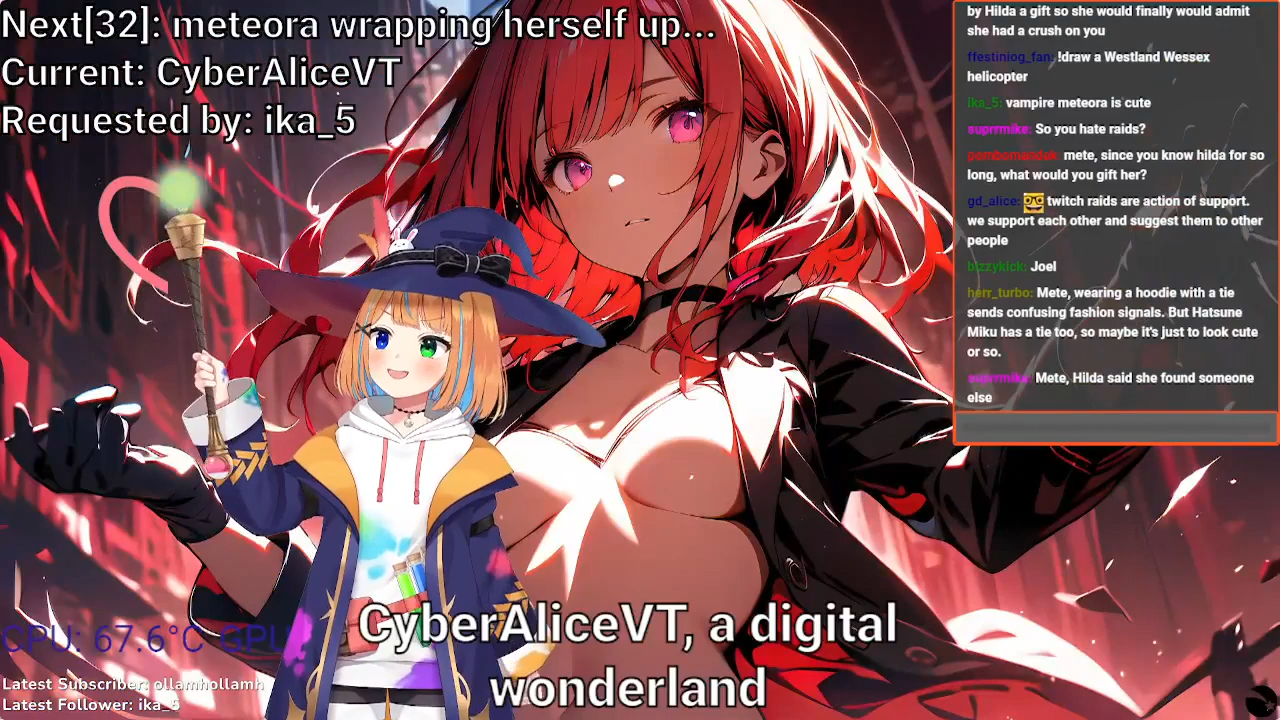 Next[32]: meteora wrapping herself up...
Current: CyberAliceVT
Requested by: ika_5
by Hilda a gift so she would finally would admit
she had a crush on you
ffestiniog_fan: !draw a Westland Wessex
helicopter
ika_5: vampire meteora is cute
suprrmike: So you hate raids?
pombomandak: mete, since you know hilda for so
long, what would you gift her?
gd_alice: twitch raids are action of support.
we support each other and suggest them to other
people
bizzykick: Joel
herr_turbo: Mete, wearing a hoodie with a tie
sends confusing fashion signals. But Hatsune
Miku has a tie too, so maybe it's just to look cute
or so.
suprrmike: Mete, Hilda said she found someone
else
CyberAliceVT, a digital
wonderland
CPU: 67.6°C GPU
Latest Subscriber: ollamhollamh
Latest Follower: ika_5